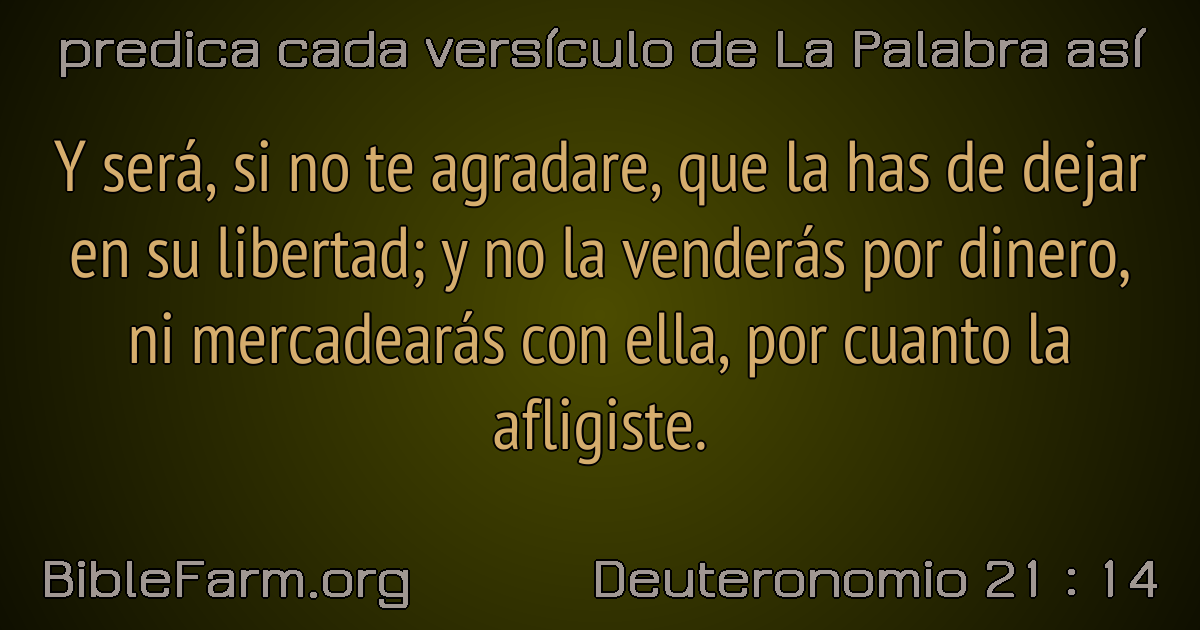 predica cada versículo de La Palabra así
Y será, si no te agradare, que la has de dejar
en su libertad; y no la venderás por dinero,
ni mercadearás con ella, por cuanto la
afligiste.
BibleFarm.org
Deuteronomio 21 : 14